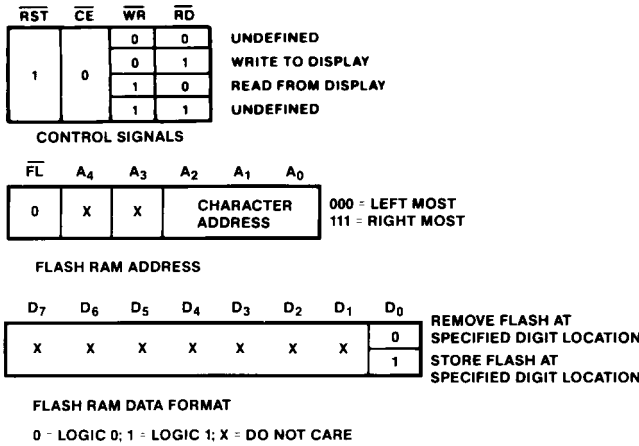 RST CE WR RD
0 0 UNDEFINED
0 1 WRITE TO DISPLAY
1 0 1 0 READ FROM DISPLAY
1 1 UNDEFINED
CONTROL SIGNALS
FL A4 A3 A2 A1 A0
0 X X CHARACTER ADDRESS 000 = LEFT MOST
111 = RIGHT MOST
FLASH RAM ADDRESS
D7 D6 D5 D4 D3 D2 D1 D0
X X X X X X X 0 REMOVE FLASH AT
SPECIFIED DIGIT LOCATION
1 STORE FLASH AT
SPECIFIED DIGIT LOCATION
FLASH RAM DATA FORMAT
0 = LOGIC 0; 1 = LOGIC 1; X = DO NOT CARE